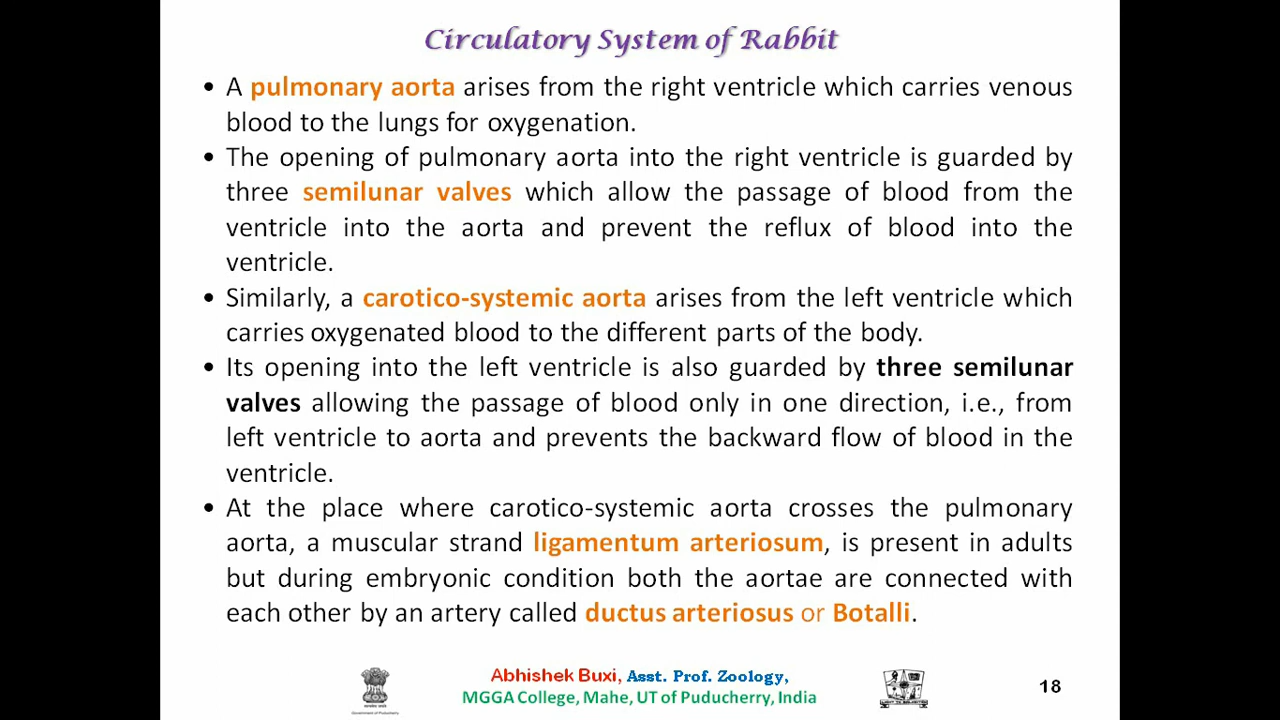 Circulatory System of Rabbit
• A pulmonary aorta arises from the right ventricle which carries venous
blood to the lungs for oxygenation.
• The opening of pulmonary aorta into the right ventricle is guarded by
three semilunar valves which allow the passage of blood from the
ventricle into the aorta and prevent the reflux of blood into the
ventricle.
• Similarly, a carotico-systemic aorta arises from the left ventricle which
carries oxygenated blood to the different parts of the body.
• Its opening into the left ventricle is also guarded by three semilunar
valves allowing the passage of blood only in one direction, i.e., from
left ventricle to aorta and prevents the backward flow of blood in the
ventricle.
• At the place where carotico-systemic aorta crosses the pulmonary
aorta, a muscular strand ligamentum arteriosum, is present in adults
but during embryonic condition both the aortae are connected with
each other by an artery called ductus arteriosus or Botalli.
Abhishek Buxi, Asst. Prof. Zoology,
MGGA College, Mahe, UT of Puducherry, India
Government of Puducherry
18